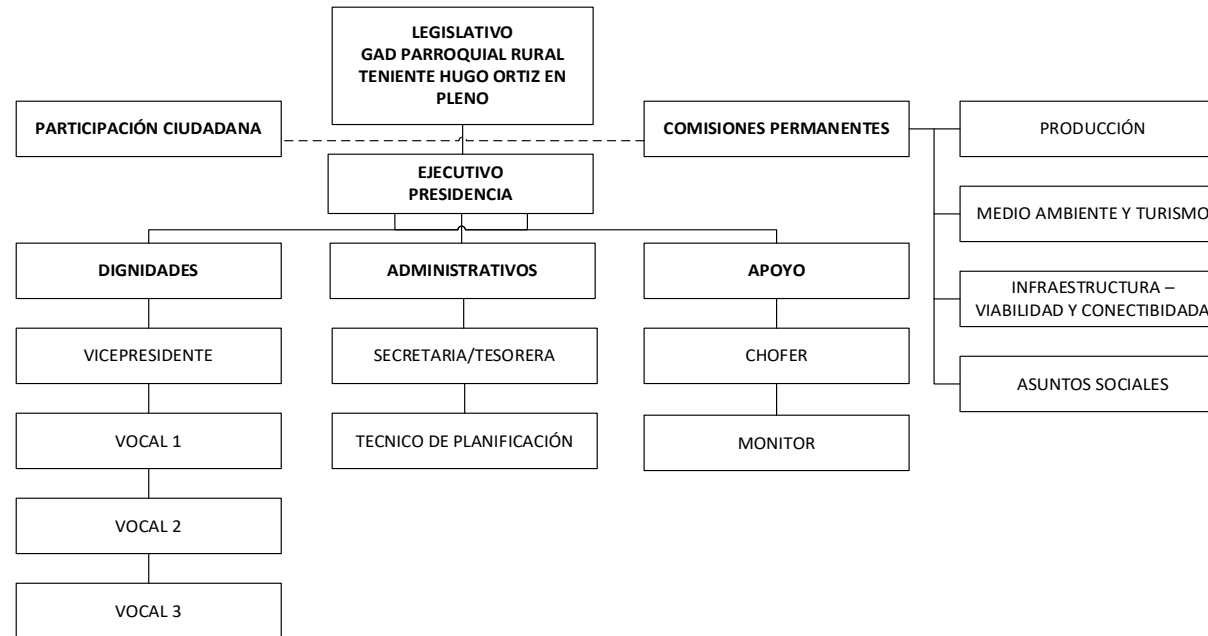 LEGISLATIVO
GAD PARROQUIAL RURAL
TENIENTE HUGO ORTIZ EN
PLENO
PARTICIPACIÓN CIUDADANA
COMISIONES PERMANENTES
PRODUCCIÓN
EJECUTIVO
PRESIDENCIA
MEDIO AMBIENTE Y TURISMO
DIGNIDADES
ADMINISTRATIVOS
APOYO
INFRAESTRUCTURA –
VIABILIDAD Y CONECTIBIDADA
VICEPRESIDENTE
SECRETARIA/TESORERA
CHOFER
ASUNTOS SOCIALES
VOCAL 1
TECNICO DE PLANIFICACIÓN
MONITOR
VOCAL 2
VOCAL 3